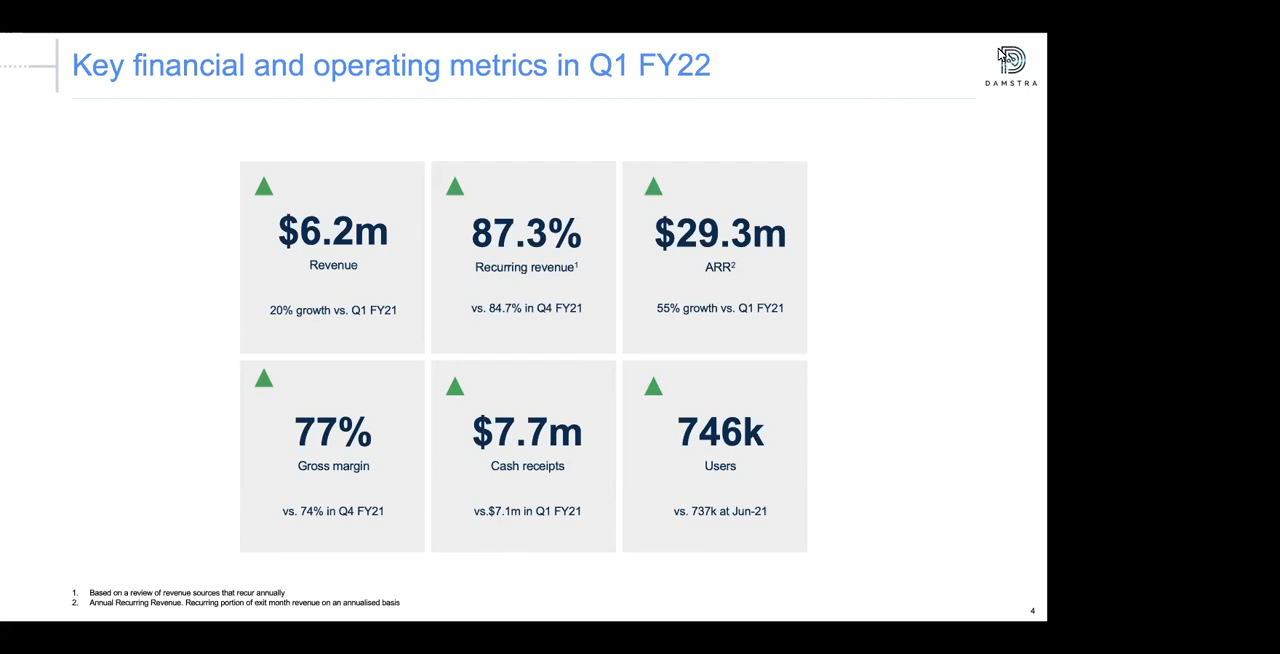 Key financial and operating metrics in Q1 FY22
DAMSTRA
$6.2m
Revenue
20% growth vs. Q1 FY21
87.3%
Recurring revenue¹
vs. 84.7% in Q4 FY21
$29.3m
ARR²
55% growth vs. Q1 FY21
77%
Gross margin
vs. 74% in Q4 FY21
$7.7m
Cash receipts
vs.$7.1m in Q1 FY21
746k
Users
vs. 737k at Jun-21
1. Based on a review of revenue sources that recur annually
2. Annual Recurring Revenue. Recurring portion of exit month revenue on an annualised basis
4